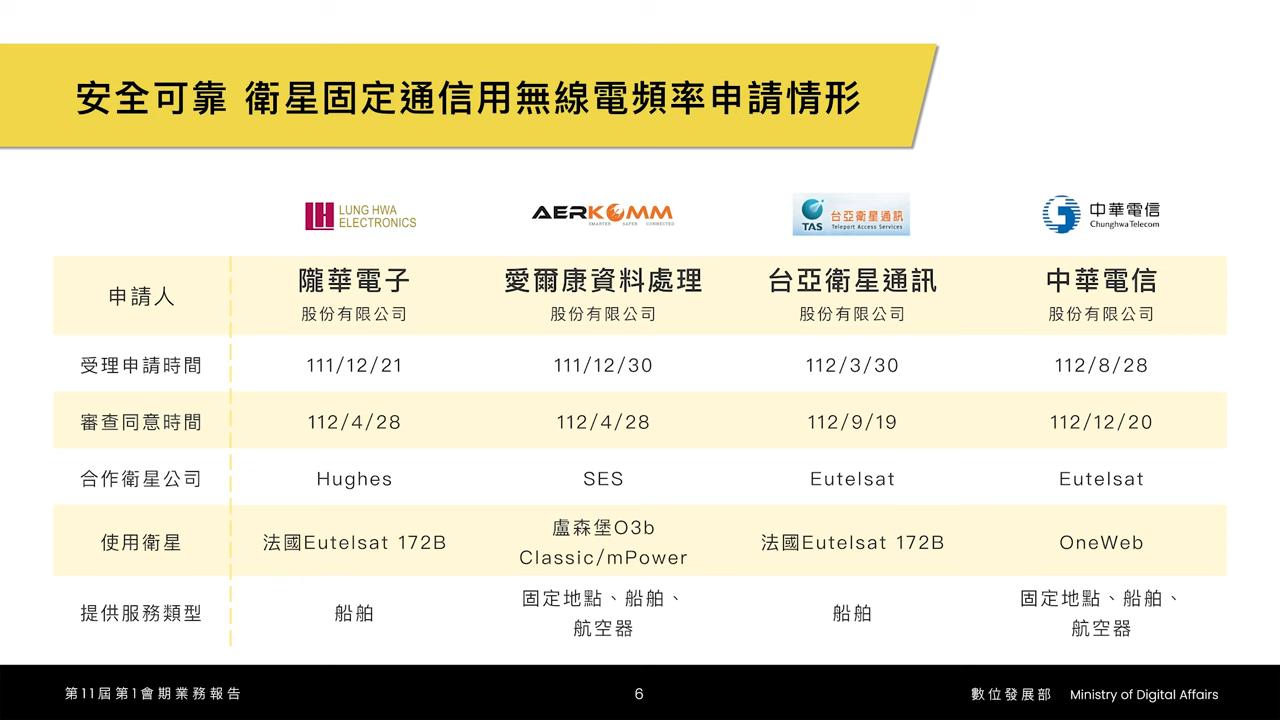 安全可靠 衛星固定通信用無線電頻率申請情形
LUNG HWA
ELECTRONICS
AERKOMM
SMARTER SAFER CONNECTED
TAS
台亞衛星通訊
Teleport Access Services
中華電信
Chunghwa Telecom
申請人
隴華電子
股份有限公司
愛爾康資料處理
股份有限公司
台亞衛星通訊
股份有限公司
中華電信
股份有限公司
受理申請時間 111/12/21 111/12/30 112/3/30 112/8/28
審查同意時間 112/4/28 112/4/28 112/9/19 112/12/20
合作衛星公司 Hughes SES Eutelsat Eutelsat
使用衛星 法國Eutelsat 172B
盧森堡O3b
Classic/mPower
法國Eutelsat 172B OneWeb
提供服務類型 船舶
固定地點、船舶、
航空器
船舶
固定地點、船舶、
航空器
第11屆第1會期業務報告
6
數位發展部 Ministry of Digital Affairs